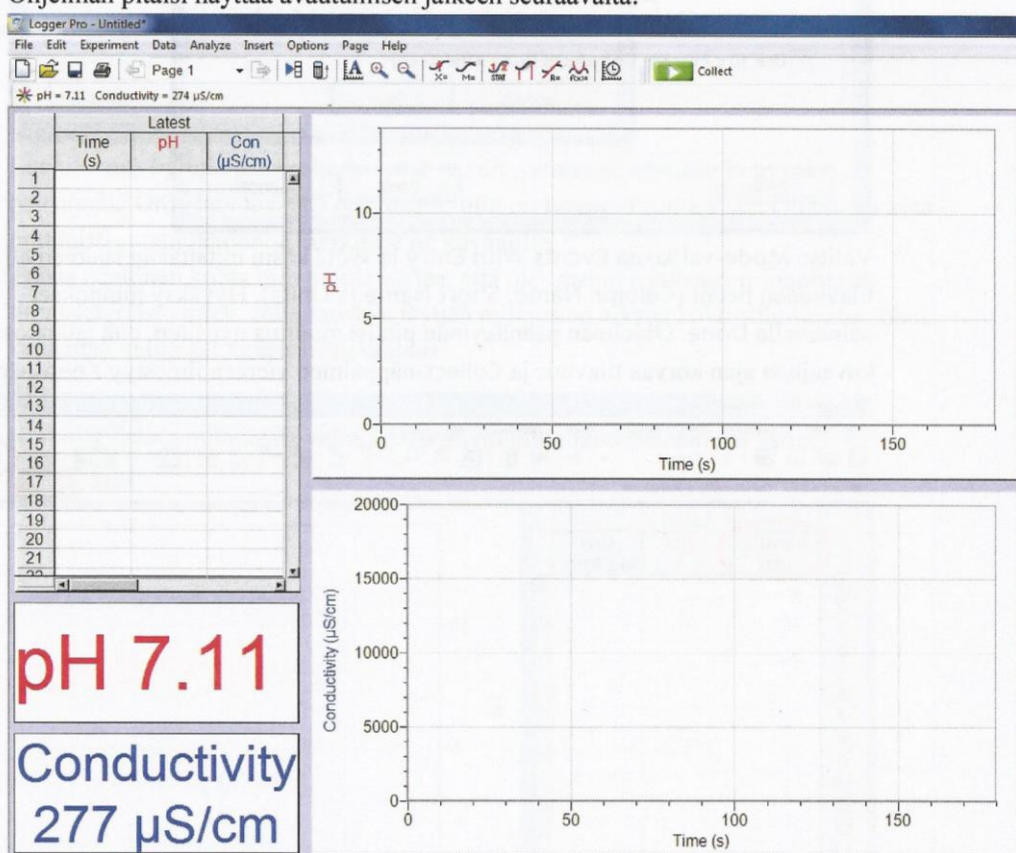 Ohjelman pitäisi näyttää avautumisen jälkeen seuraavalta:
Logger Pro - Untitled*
File Edit Experiment Data Analyze Insert Options Page Help
Page 1
X= M= STAT R= f(x)=
Collect
pH = 7.11 Conductivity = 274 µS/cm
Latest
Time pH Con
(s) (µS/cm)
1
2
3
4
5
6
7
8
9
10
11
12
13
14
15
16
17
18
19
20
21
22
pH 7.11
Conductivity
277 µS/cm
pH
10
5
0
0 50 100 150
Time (s)
Conductivity (µS/cm)
20000
15000
10000
5000
0
0 50 100 150
Time (s)